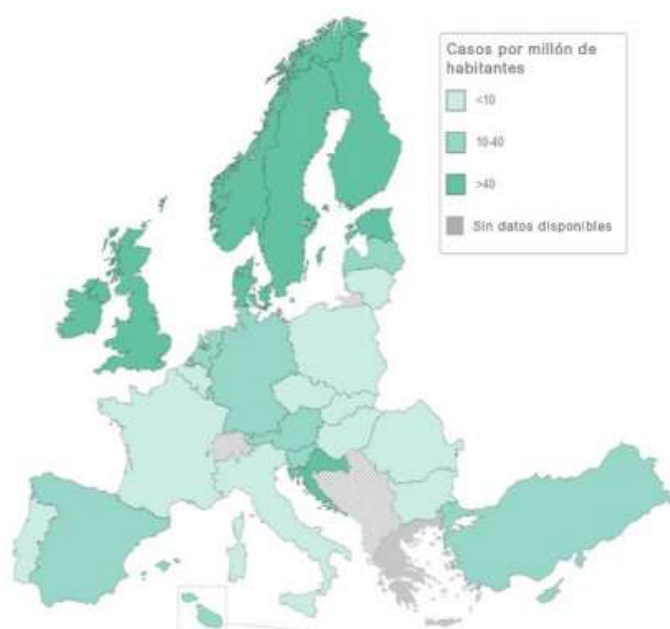 Casos por millón de
habitantes
<10
10-40
>40
Sin datos disponibles